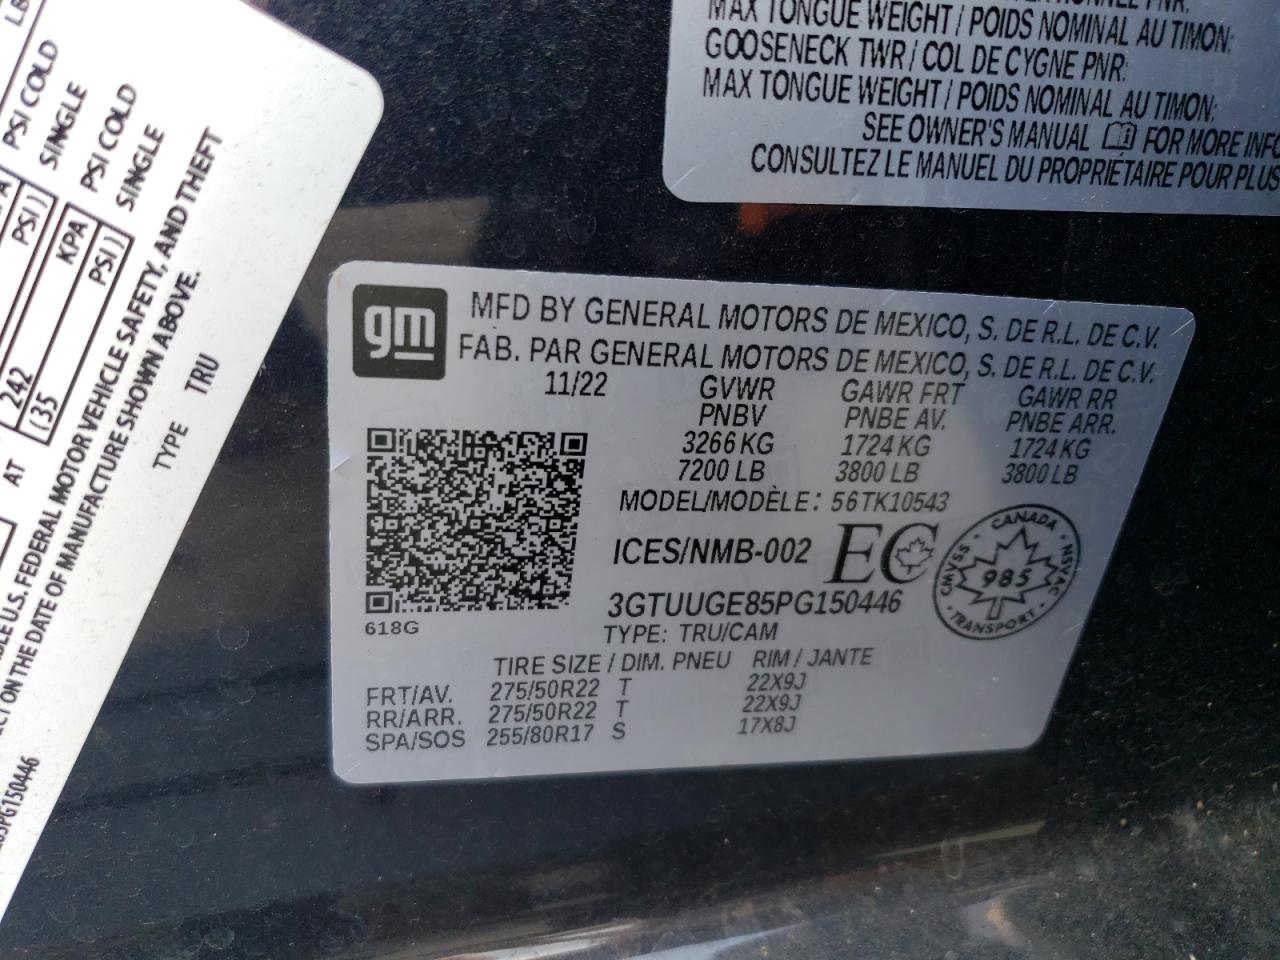 LB
PSI COLD
SINGLE
PSI)
PSI COLD
KPA
SINGLE
PSI)
242
(35
AT
U.S. FEDERAL MOTOR VEHICLE SAFETY, AND THEFT
ON THE DATE OF MANUFACTURE SHOWN ABOVE.
TYPE TRU
85PG150446
MAX TONGUE WEIGHT / POIDS NOMINAL AU TIMON:
GOOSENECK TWR / COL DE CYGNE PNR:
MAX TONGUE WEIGHT / POIDS NOMINAL AU TIMON:
SEE OWNER'S MANUAL FOR MORE INFO
CONSULTEZ LE MANUEL DU PROPRIÉTAIRE POUR PLUS
gm
MFD BY GENERAL MOTORS DE MEXICO, S. DE R.L. DE C.V.
FAB. PAR GENERAL MOTORS DE MEXICO, S. DE R.L. DE C.V.
11/22 GVWR GAWR FRT GAWR RR
PNBV PNBE AV. PNBE ARR.
3266 KG 1724 KG 1724 KG
7200 LB 3800 LB 3800 LB
MODEL/MODÈLE: 56TK10543
ICES/NMB-002 EC
CANADA
CMVSS NSVAC
985
TRANSPORT
3GTUUGE85PG150446
618G
TYPE: TRU/CAM
TIRE SIZE / DIM. PNEU RIM / JANTE
FRT/AV. 275/50R22 T 22X9J
RR/ARR. 275/50R22 T 22X9J
SPA/SOS 255/80R17 S 17X8J